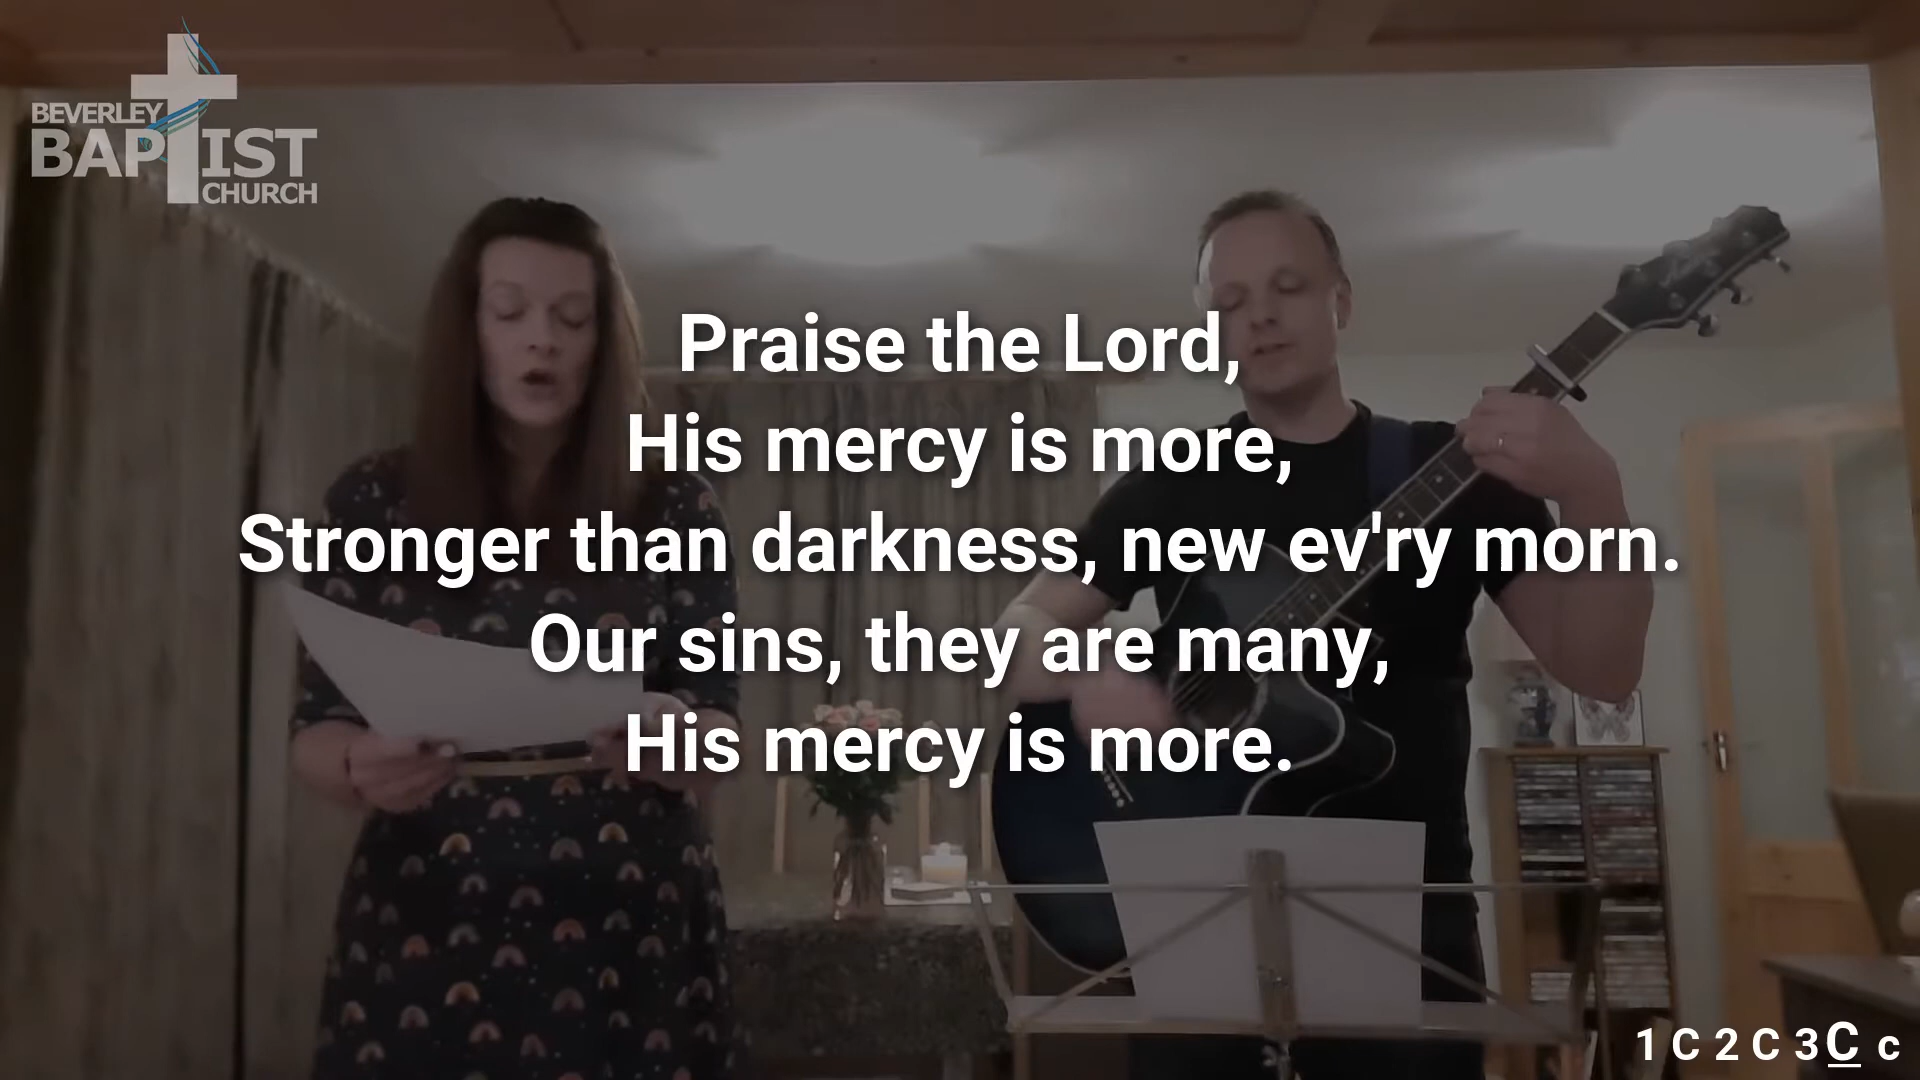 BEVERLEY
BAPTIST
CHURCH
Praise the Lord,
His mercy is more,
Stronger than darkness, new ev'ry morn.
Our sins, they are many,
His mercy is more.
1 C 2 C 3 C c